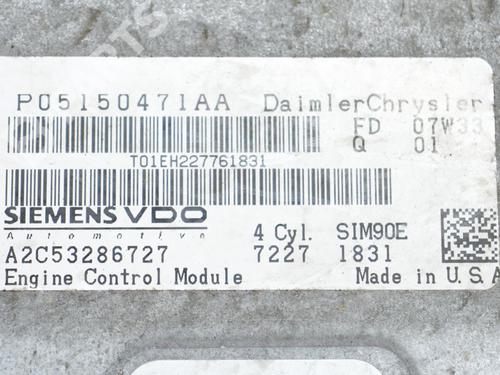 P05150471AA DaimlerChrysler
FD 07W33
Q 01
T01EH227761831
SIEMENS VDO
Automotive
4 Cyl. SIM90E
A2C53286727 7227 1831
Engine Control Module Made in U.S.A